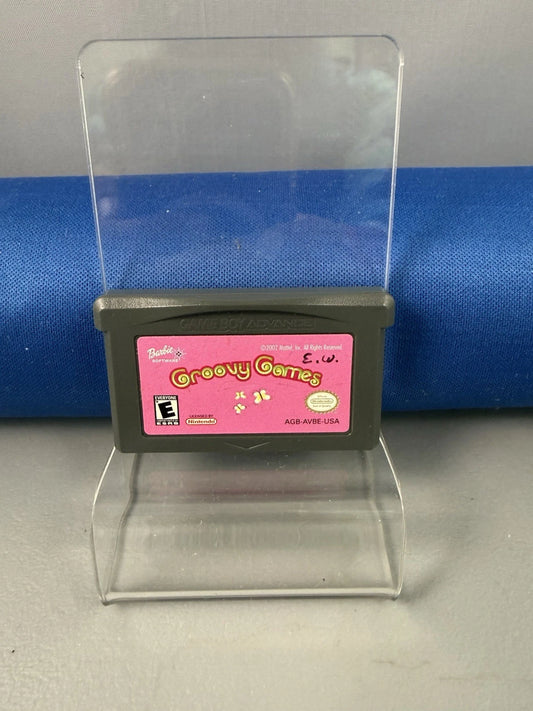 GAME BOY ADVANCE
Barbie
SOFTWARE
©2002 Mattel, Inc. All Rights Reserved.
E.W.
Groovy Games
EVERYONE
E
ESRB
LICENSED BY
Nintendo
AGB-AVBE-USA